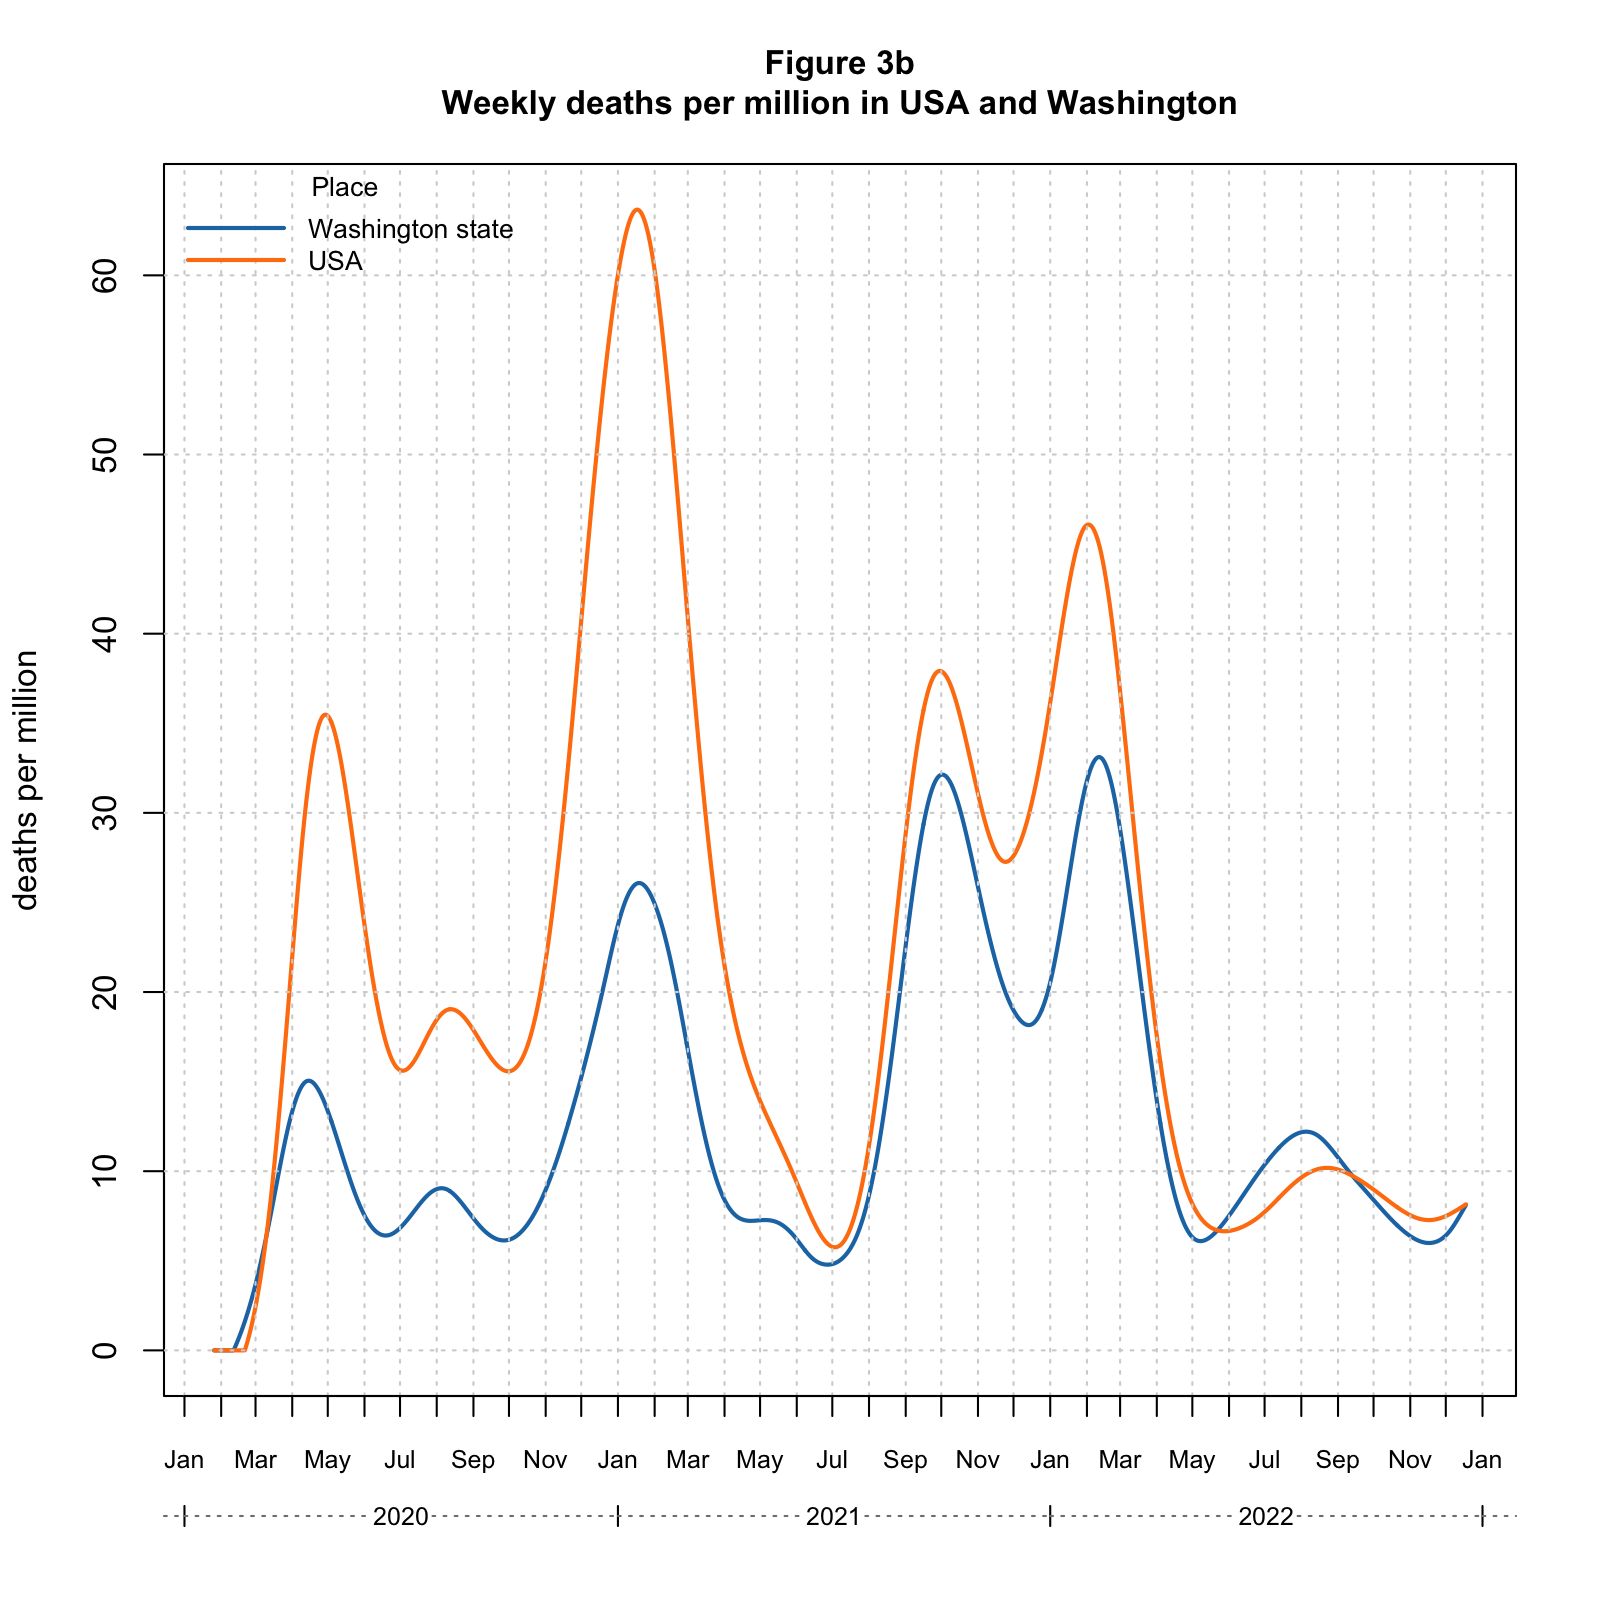 Figure 3b
Weekly deaths per million in USA and Washington
Place
Washington state
USA
deaths per million
60
50
40
30
20
10
0
Jan Mar May Jul Sep Nov Jan Mar May Jul Sep Nov Jan Mar May Jul Sep Nov Jan
2020 2021 2022